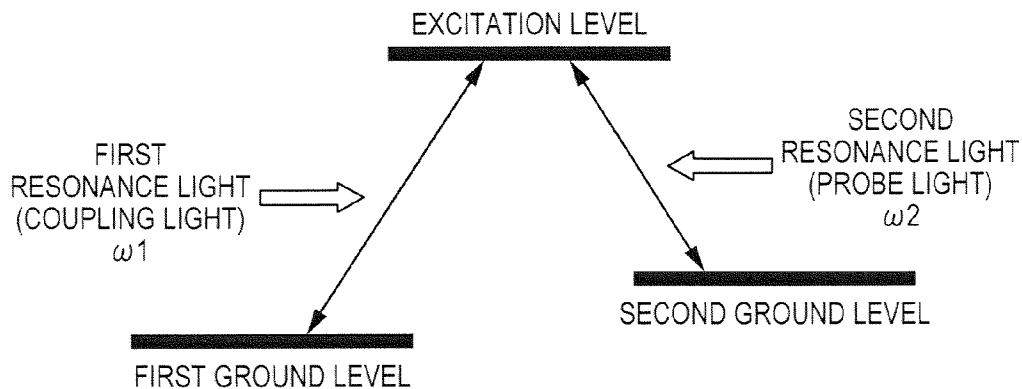 EXCITATION LEVEL
FIRST
RESONANCE LIGHT
(COUPLING LIGHT)
ω1
SECOND
RESONANCE LIGHT
(PROBE LIGHT)
ω2
SECOND GROUND LEVEL
FIRST GROUND LEVEL